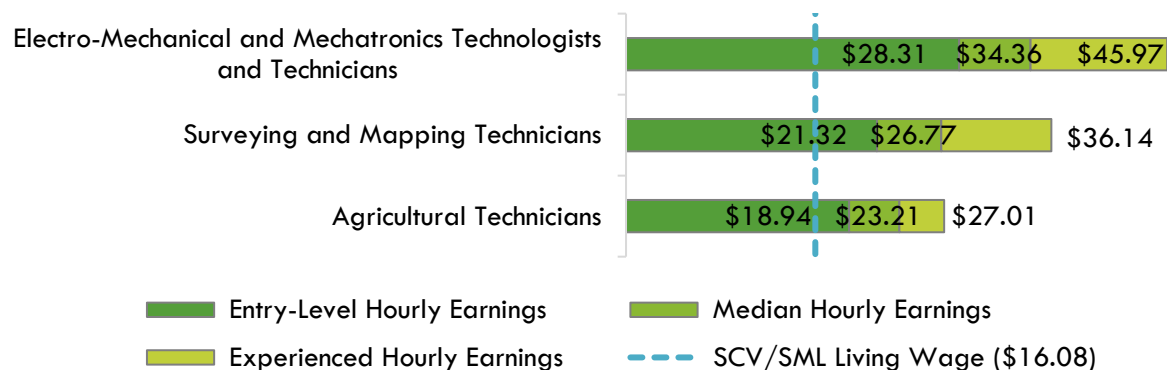 Electro-Mechanical and Mechatronics Technologists
and Technicians
$28.31 $34.36 $45.97
Surveying and Mapping Technicians
$21.32 $26.77 $36.14
Agricultural Technicians
$18.94 $23.21 $27.01
Entry-Level Hourly Earnings
Median Hourly Earnings
Experienced Hourly Earnings
SCV/SML Living Wage ($16.08)